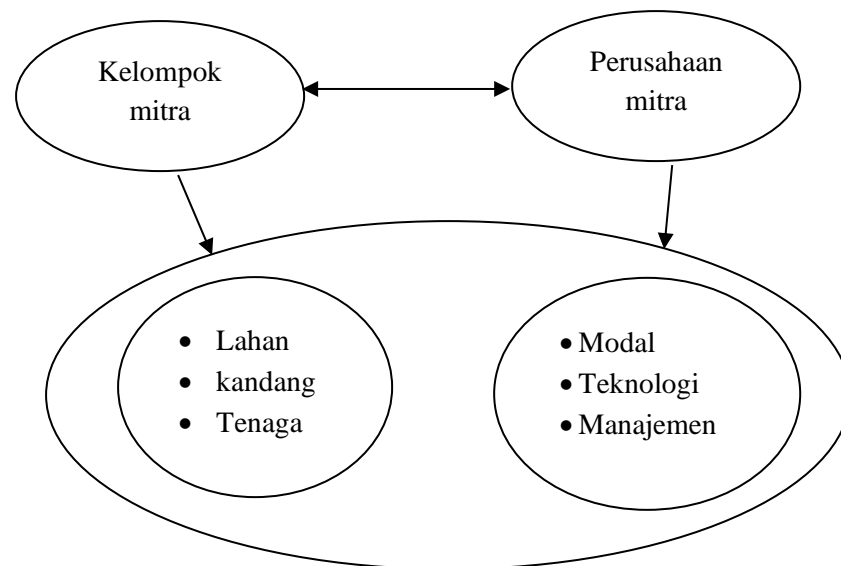 Kelompok
mitra
Perusahaan
mitra
• Lahan
• kandang
• Tenaga
• Modal
• Teknologi
• Manajemen